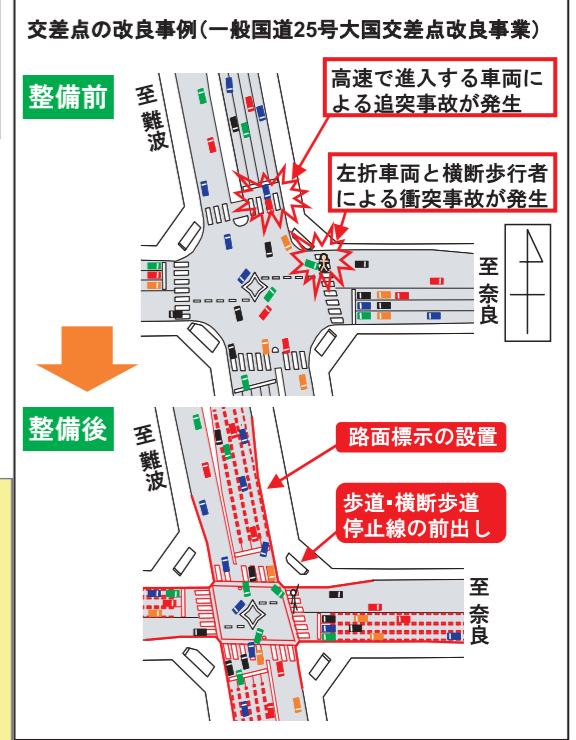 交差点の改良事例(一般国道25号大国交差点改良事業)
整備前
至難波
高速で進入する車両に
よる追突事故が発生
左折車両と横断歩行者
による衝突事故が発生
至奈良
整備後
至難波
路面標示の設置
歩道・横断歩道
停止線の前出し
至奈良